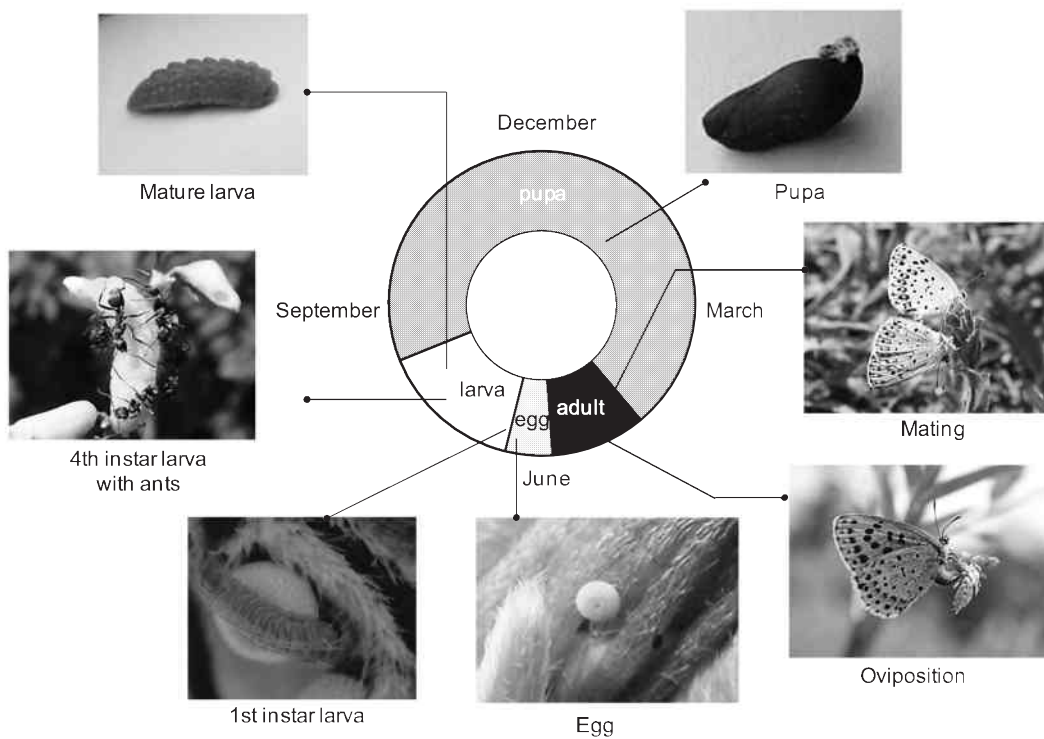 December
pupa
Mature larva
Pupa
September
March
larva
egg
adult
Mating
4th instar larva
with ants
June
Oviposition
1st instar larva
Egg